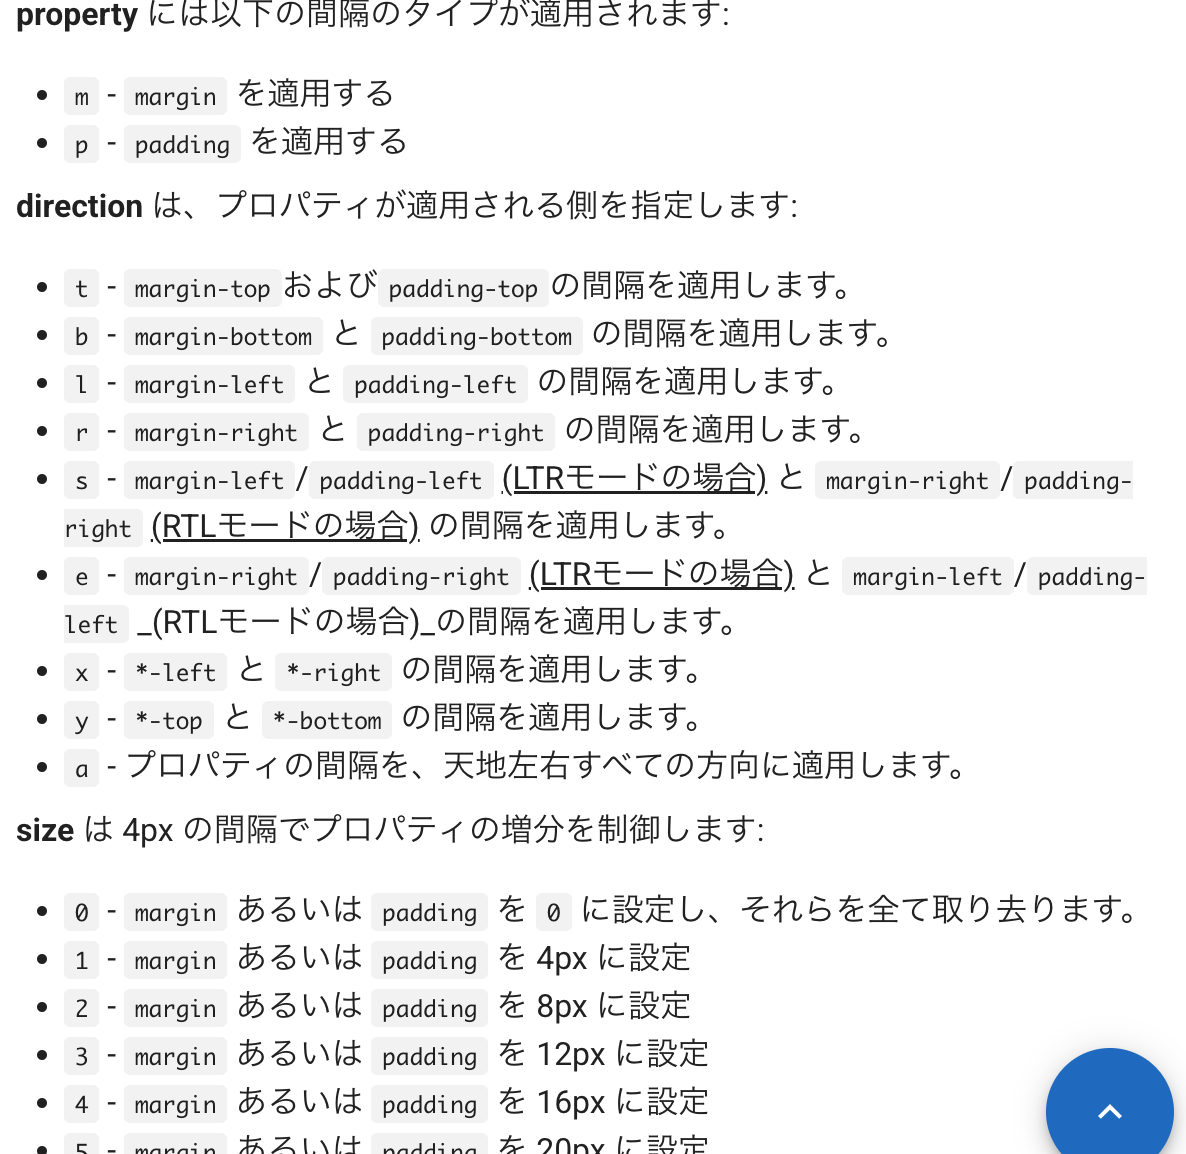 property には以下の間隔のタイプが適用されます:
m - margin を適用する
p - padding を適用する
direction は、プロパティが適用される側を指定します:
t - margin-topおよびpadding-topの間隔を適用します。
b - margin-bottom と padding-bottom の間隔を適用します。
l - margin-left と padding-left の間隔を適用します。
r - margin-right と padding-right の間隔を適用します。
s - margin-left/padding-left (LTRモードの場合) と margin-right/padding-
right (RTLモードの場合) の間隔を適用します。
e - margin-right/padding-right (LTRモードの場合) と margin-left/padding-
left _(RTLモードの場合)_の間隔を適用します。
x - *-left と *-right の間隔を適用します。
y - *-top と *-bottom の間隔を適用します。
a - プロパティの間隔を、天地左右すべての方向に適用します。
size は 4px の間隔でプロパティの増分を制御します:
0 - margin あるいは padding を 0 に設定し、それらを全て取り去ります。
1 - margin あるいは padding を 4px に設定
2 - margin あるいは padding を 8px に設定
3 - margin あるいは padding を 12px に設定
4 - margin あるいは padding を 16px に設定
5 - margin あるいは padding を 20px に設定